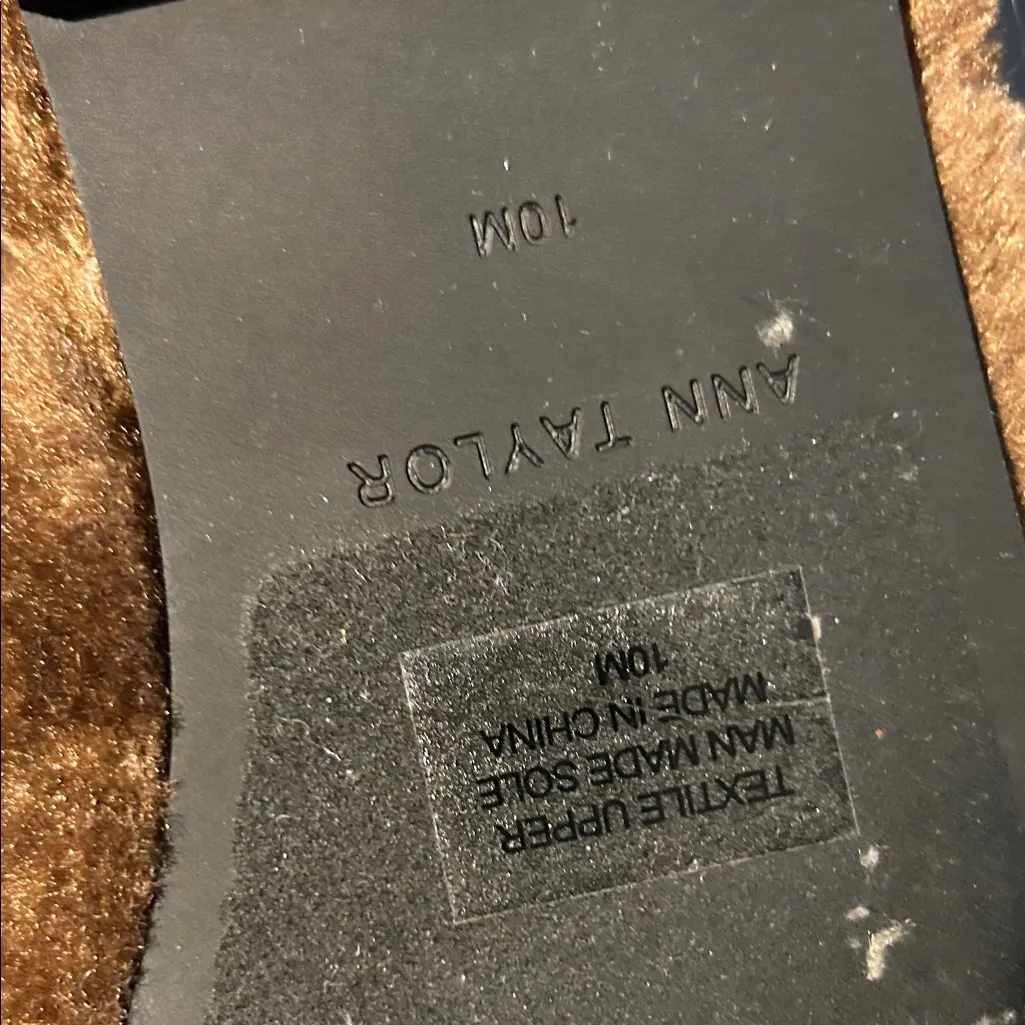 TEXTILE UPPER
MAN MADE SOLE
MADE IN CHINA
10M
ANN TAYLOR
10M